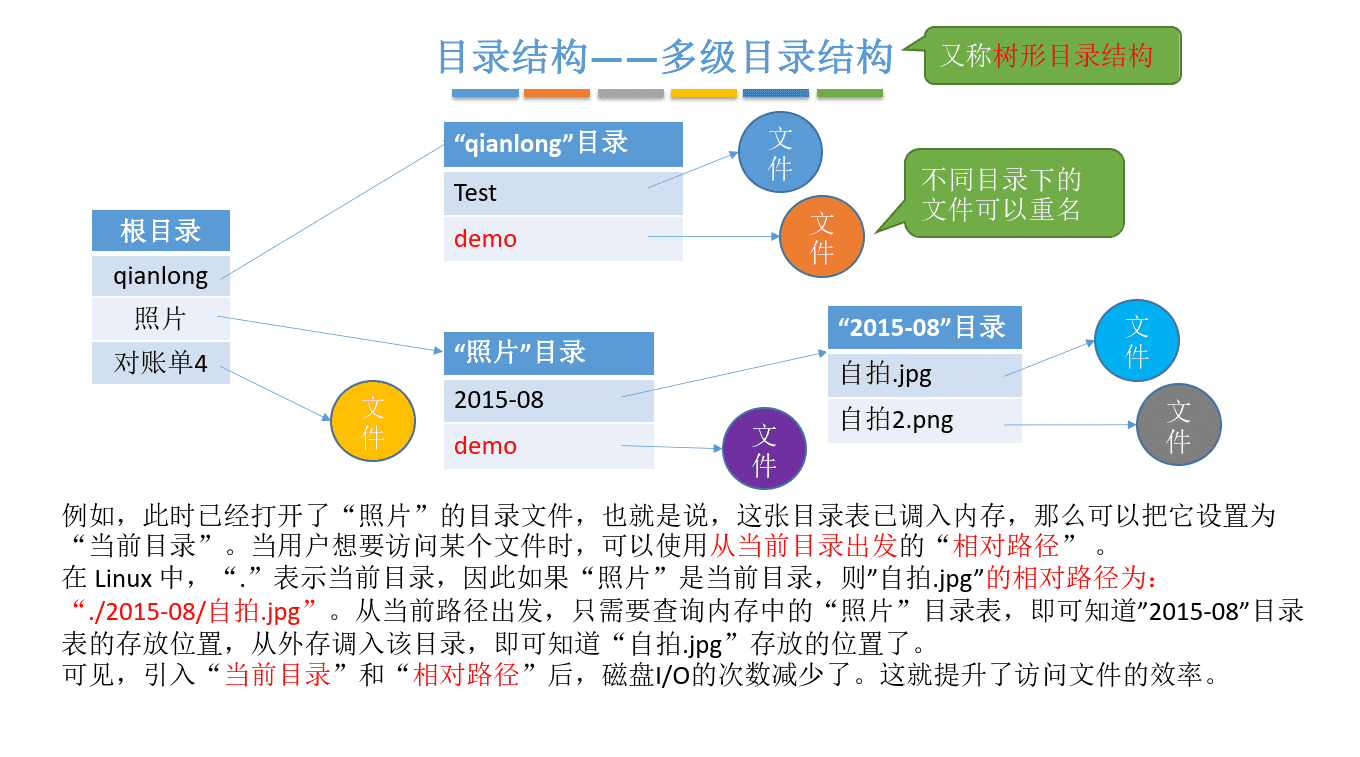 目录结构——多级目录结构
又称树形目录结构
“qianlong”目录
Test
demo
文
件
文
件
不同目录下的
文件可以重名
根目录
qianlong
照片
对账单4
文
件
“照片”目录
2015-08
demo
文
件
“2015-08”目录
自拍.jpg
自拍2.png
文
件
文
件
例如，此时已经打开了“照片”的目录文件，也就是说，这张目录表已调入内存，那么可以把它设置为
“当前目录”。当用户想要访问某个文件时，可以使用从当前目录出发的“相对路径” 。
在 Linux 中，“.”表示当前目录，因此如果“照片”是当前目录，则”自拍.jpg”的相对路径为：
“./2015-08/自拍.jpg”。从当前路径出发，只需要查询内存中的“照片”目录表，即可知道”2015-08”目录
表的存放位置，从外存调入该目录，即可知道“自拍.jpg”存放的位置了。
可见，引入“当前目录”和“相对路径”后，磁盘I/O的次数减少了。这就提升了访问文件的效率。